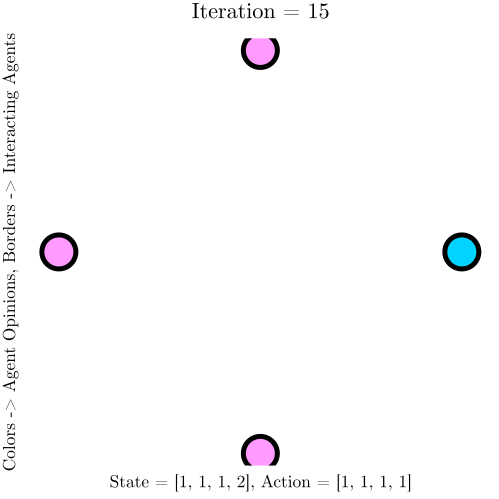 Iteration = 15
Colors -> Agent Opinions, Borders -> Interacting Agents
State = [1, 1, 1, 2], Action = [1, 1, 1, 1]